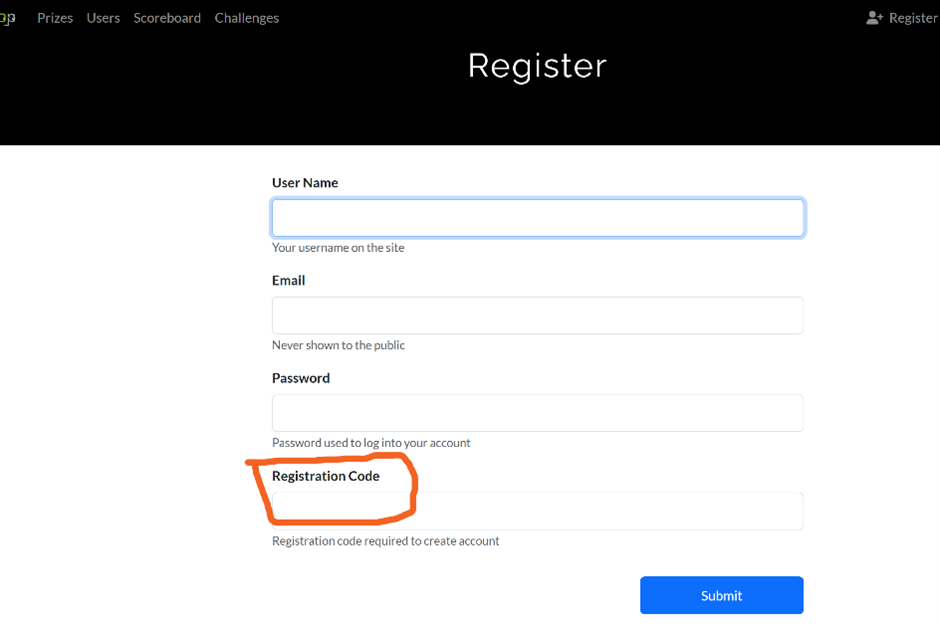 Prizes Users Scoreboard Challenges Register
Register
User Name
Your username on the site
Email
Never shown to the public
Password
Password used to log into your account
Registration Code
Registration code required to create account
Submit